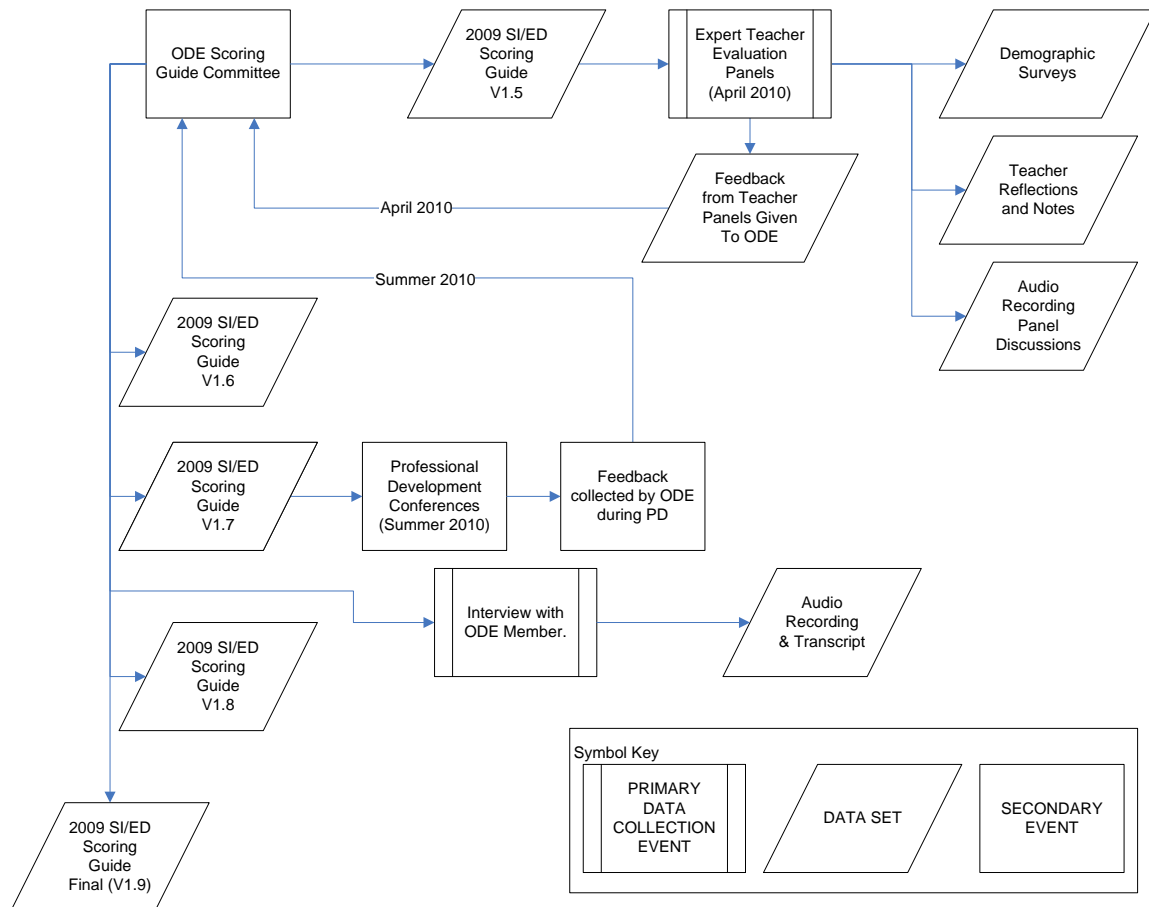 ODE Scoring
Guide Committee
2009 SI/ED
Scoring
Guide
V1.5
Expert Teacher
Evaluation
Panels
(April 2010)
Demographic
Surveys
Teacher
Reflections
and Notes
Audio
Recording
Panel
Discussions
Feedback
from Teacher
Panels Given
To ODE
April 2010
Summer 2010
2009 SI/ED
Scoring
Guide
V1.6
2009 SI/ED
Scoring
Guide
V1.7
Professional
Development
Conferences
(Summer 2010)
Feedback
collected by ODE
during PD
Interview with
ODE Member.
Audio
Recording
& Transcript
2009 SI/ED
Scoring
Guide
V1.8
2009 SI/ED
Scoring
Guide
Final (V1.9)
Symbol Key
PRIMARY
DATA
COLLECTION
EVENT
DATA SET
SECONDARY
EVENT